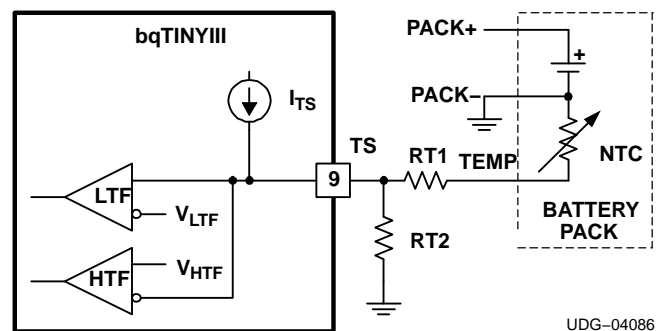 bqTINYIII
PACK+
+
I_TS
PACK−
TS
RT1
TEMP
NTC
9
LTF
V_LTF
BATTERY
PACK
RT2
HTF
V_HTF
UDG−04086